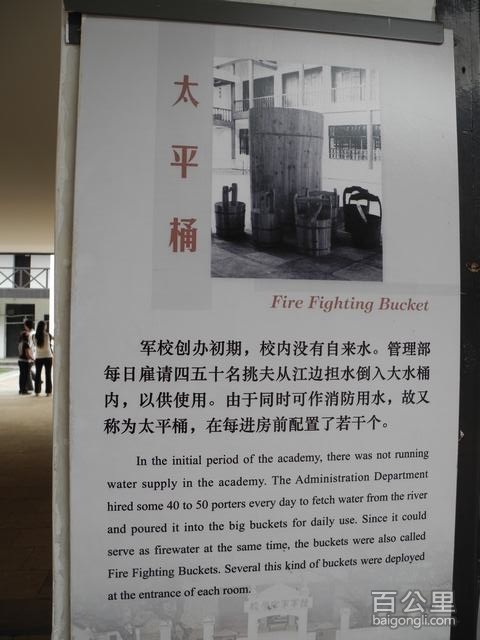 太平桶
Fire Fighting Bucket
军校创办初期，校内没有自来水。管理部
每日雇请四五十名挑夫从江边担水倒入大水桶
内，以供使用。由于同时可作消防用水，故又
称为太平桶，在每进房前配置了若干个。
In the initial period of the academy, there was not running
water supply in the academy. The Administration Department
hired some 40 to 50 porters every day to fetch water from the river
and poured it into the big buckets for daily use. Since it could
serve as firewater at the same time, the buckets were also called
Fire Fighting Buckets. Several this kind of buckets were deployed
at the entrance of each room.
百公里
baigongli.com